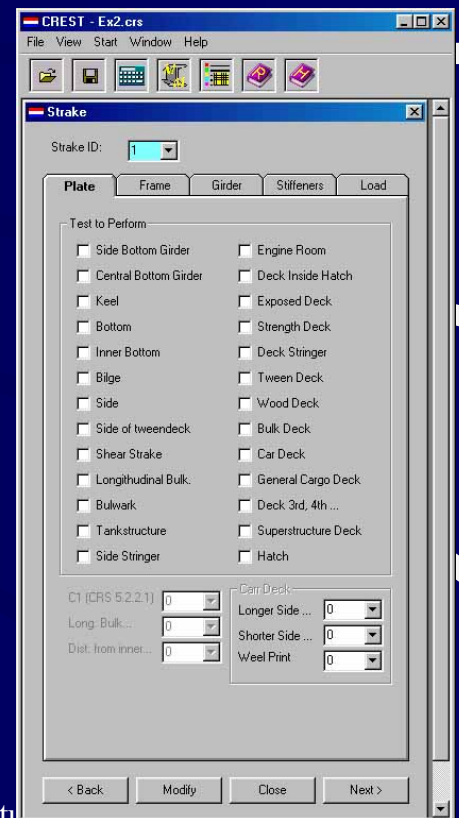 CREST - Ex2.crs
File View Start Window Help
Strake
Strake ID: 1
Plate Frame Girder Stiffeners Load
Test to Perform
Side Bottom Girder
Central Bottom Girder
Keel
Bottom
Inner Bottom
Bilge
Side
Side of tweendeck
Shear Strake
Longithudinal Bulk.
Bulwark
Tankstructure
Side Stringer
Engine Room
Deck Inside Hatch
Exposed Deck
Strength Deck
Deck Stringer
Tween Deck
Wood Deck
Bulk Deck
Car Deck
General Cargo Deck
Deck 3rd, 4th ...
Superstructure Deck
Hatch
C1 (CRS 5.2.2.1) 0
Long. Bulk... 0
Dist. from inner... 0
Carr Deck
Longer Side ... 0
Shorter Side ... 0
Weel Print 0
< Back Modify Close Next >